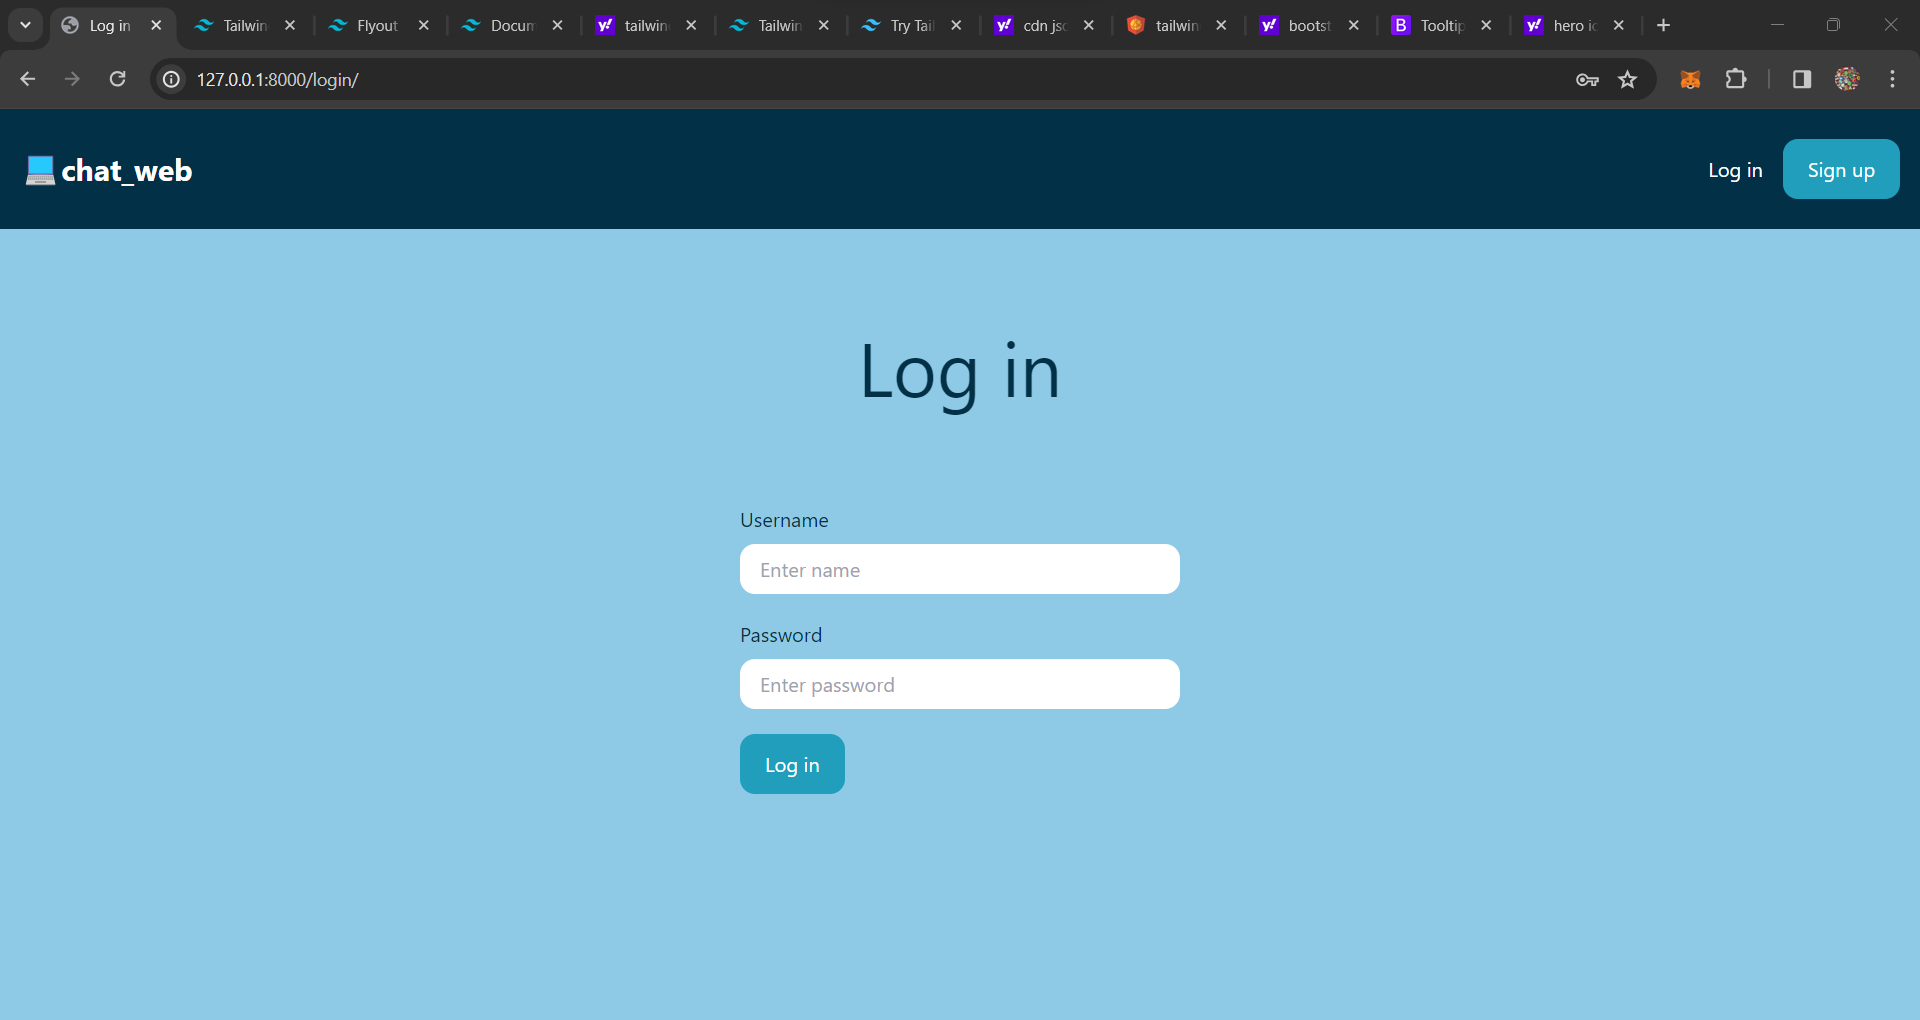 Log in
Tailwin
Flyout
Docum
tailwin
Tailwin
Try Tail
cdn jsc
tailwin
B
bootst
Tooltip
hero ic
127.0.0.1:8000/login/
chat_web
Log in
Sign up
Log in
Username
Enter name
Password
Enter password
Log in